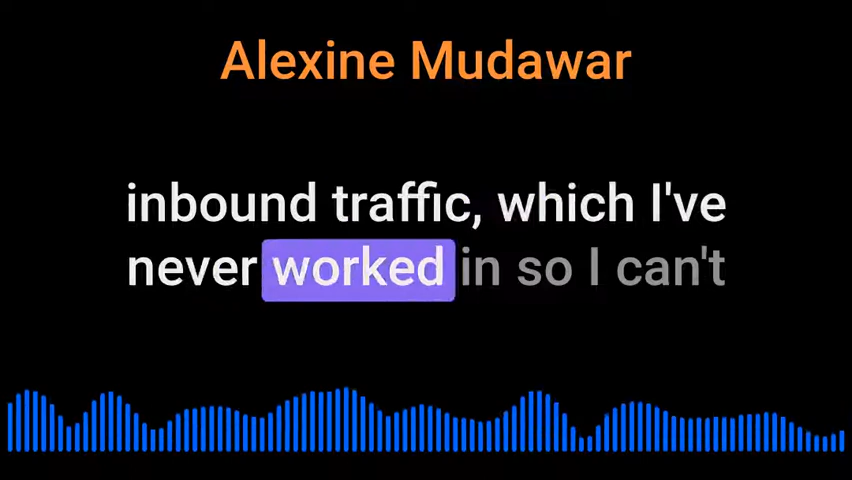 Alexine Mudawar
inbound traffic, which I've
never worked in so I can't